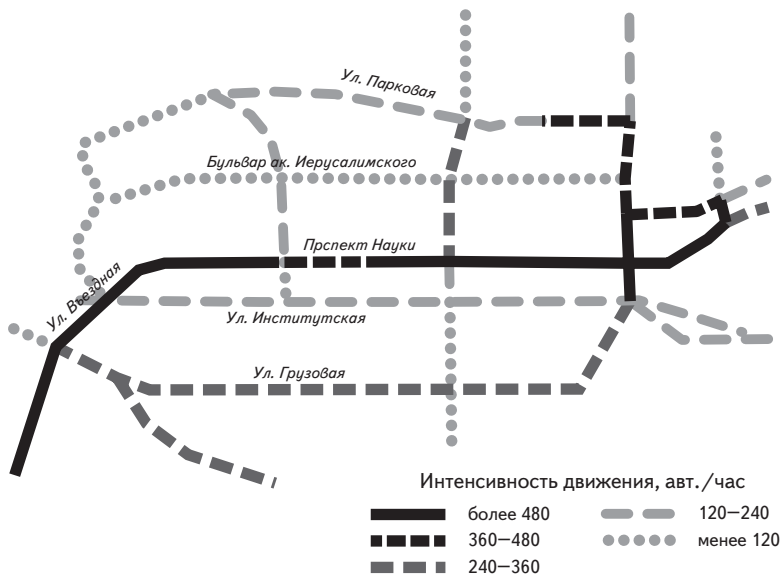 Ул. Парковая
Бульвар ак. Иерусалимского
Прспект Науки
Ул. Въездная
Ул. Институтская
Ул. Грузовая
Интенсивность движения, авт./час
более 480
360—480
240—360
120—240
менее 120